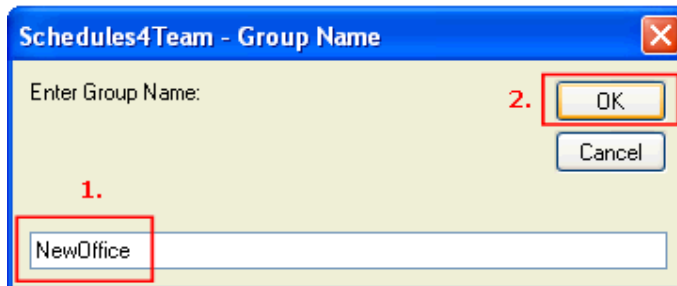 Schedules4Team - Group Name
Enter Group Name:
2.
OK
Cancel
1.
NewOffice